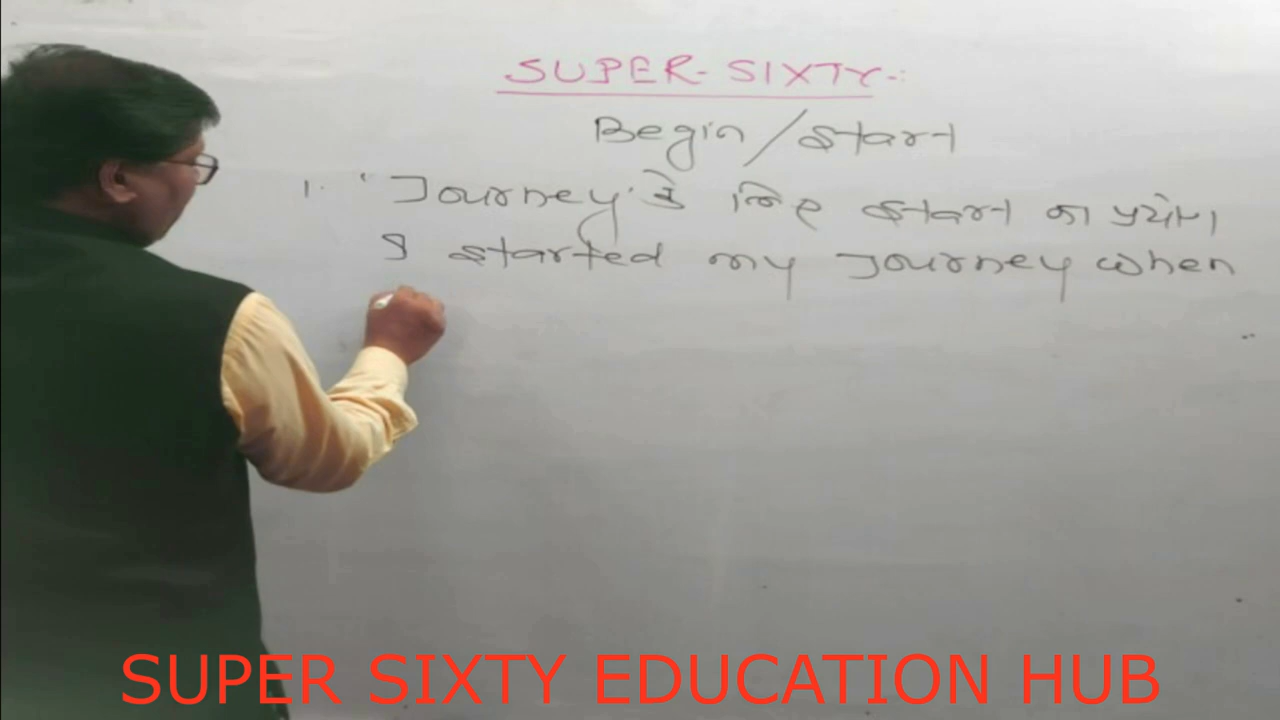 SUPER-SIXTY-:
Begin/Start
1. "Journey" के लिए start का प्रयोग।
I started my Journey when
SUPER SIXTY EDUCATION HUB